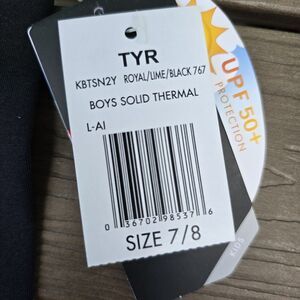 TYR
KBTSN2Y ROYAL/LIME/BLACK 767
BOYS SOLID THERMAL
L-AI
0 36702 98537 6
SIZE 7/8
UPF 50+
PROTECTION
KIDS